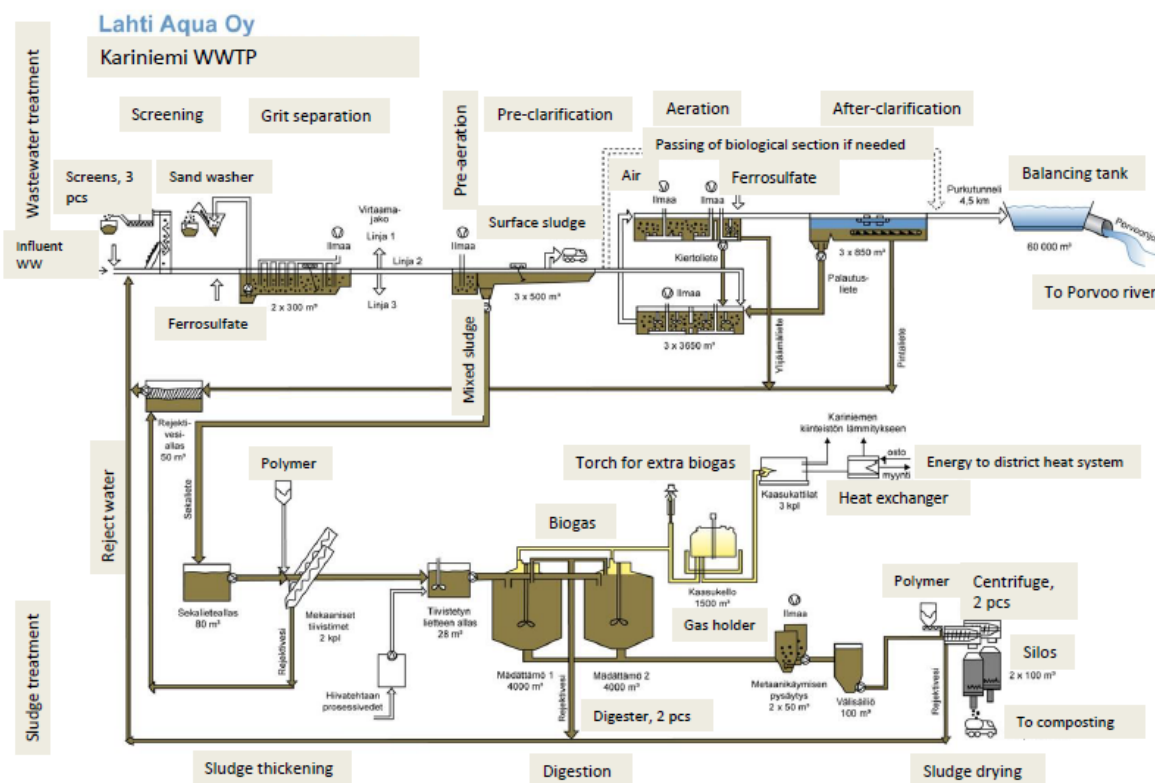 Lahti Aqua Oy
Kariniemi WWTP
Wastewater treatment
Screening
Grit separation
Pre-aeration
Pre-clarification
Aeration
After-clarification
Passing of biological section if needed
Screens, 3
pcs
Sand washer
Air
Ferrosulfate
Balancing tank
Influent
WW
Virtaama-
jako
Ilmaa
Linja 1
Linja 2
Linja 3
Ilmaa
Surface sludge
Ilmaa
Ilmaa
Purkutunneli
4,5 km
60 000 m³
To Porvoo river
Ferrosulfate
2 x 300 m³
3 x 500 m³
Kiertoliete
3 x 850 m³
Palautus-
liete
Ilmaa
3 x 3650 m³
Mixed sludge
Ylijäämäliete
Pintaliete
Rejekti-
vesi-
allas
50 m³
Reject water
Sekaliete
Polymer
Torch for extra biogas
Kariniemen
kiinteistön lämmitykseen
osto
myynti
Energy to district heat system
Kaasukattilat
3 kpl
Heat exchanger
Biogas
Sekalieteallas
80 m³
Mekaaniset
tiivistimet
2 kpl
Tiivistetyn
lietteen allas
28 m³
Kaasukello
1500 m³
Gas holder
Ilmaa
Polymer
Centrifuge,
2 pcs
Silos
2 x 100 m³
Sludge treatment
Rejektivesi
Hiivatehtaan
prosessivedet
Mädättämö 1
4000 m³
Mädättämö 2
4000 m³
Rejektivesi
Digester, 2 pcs
Metaanikäymisen
pysäytys
2 x 50 m³
Välisäiliö
100 m³
Rejektivesi
To composting
Sludge thickening
Digestion
Sludge drying